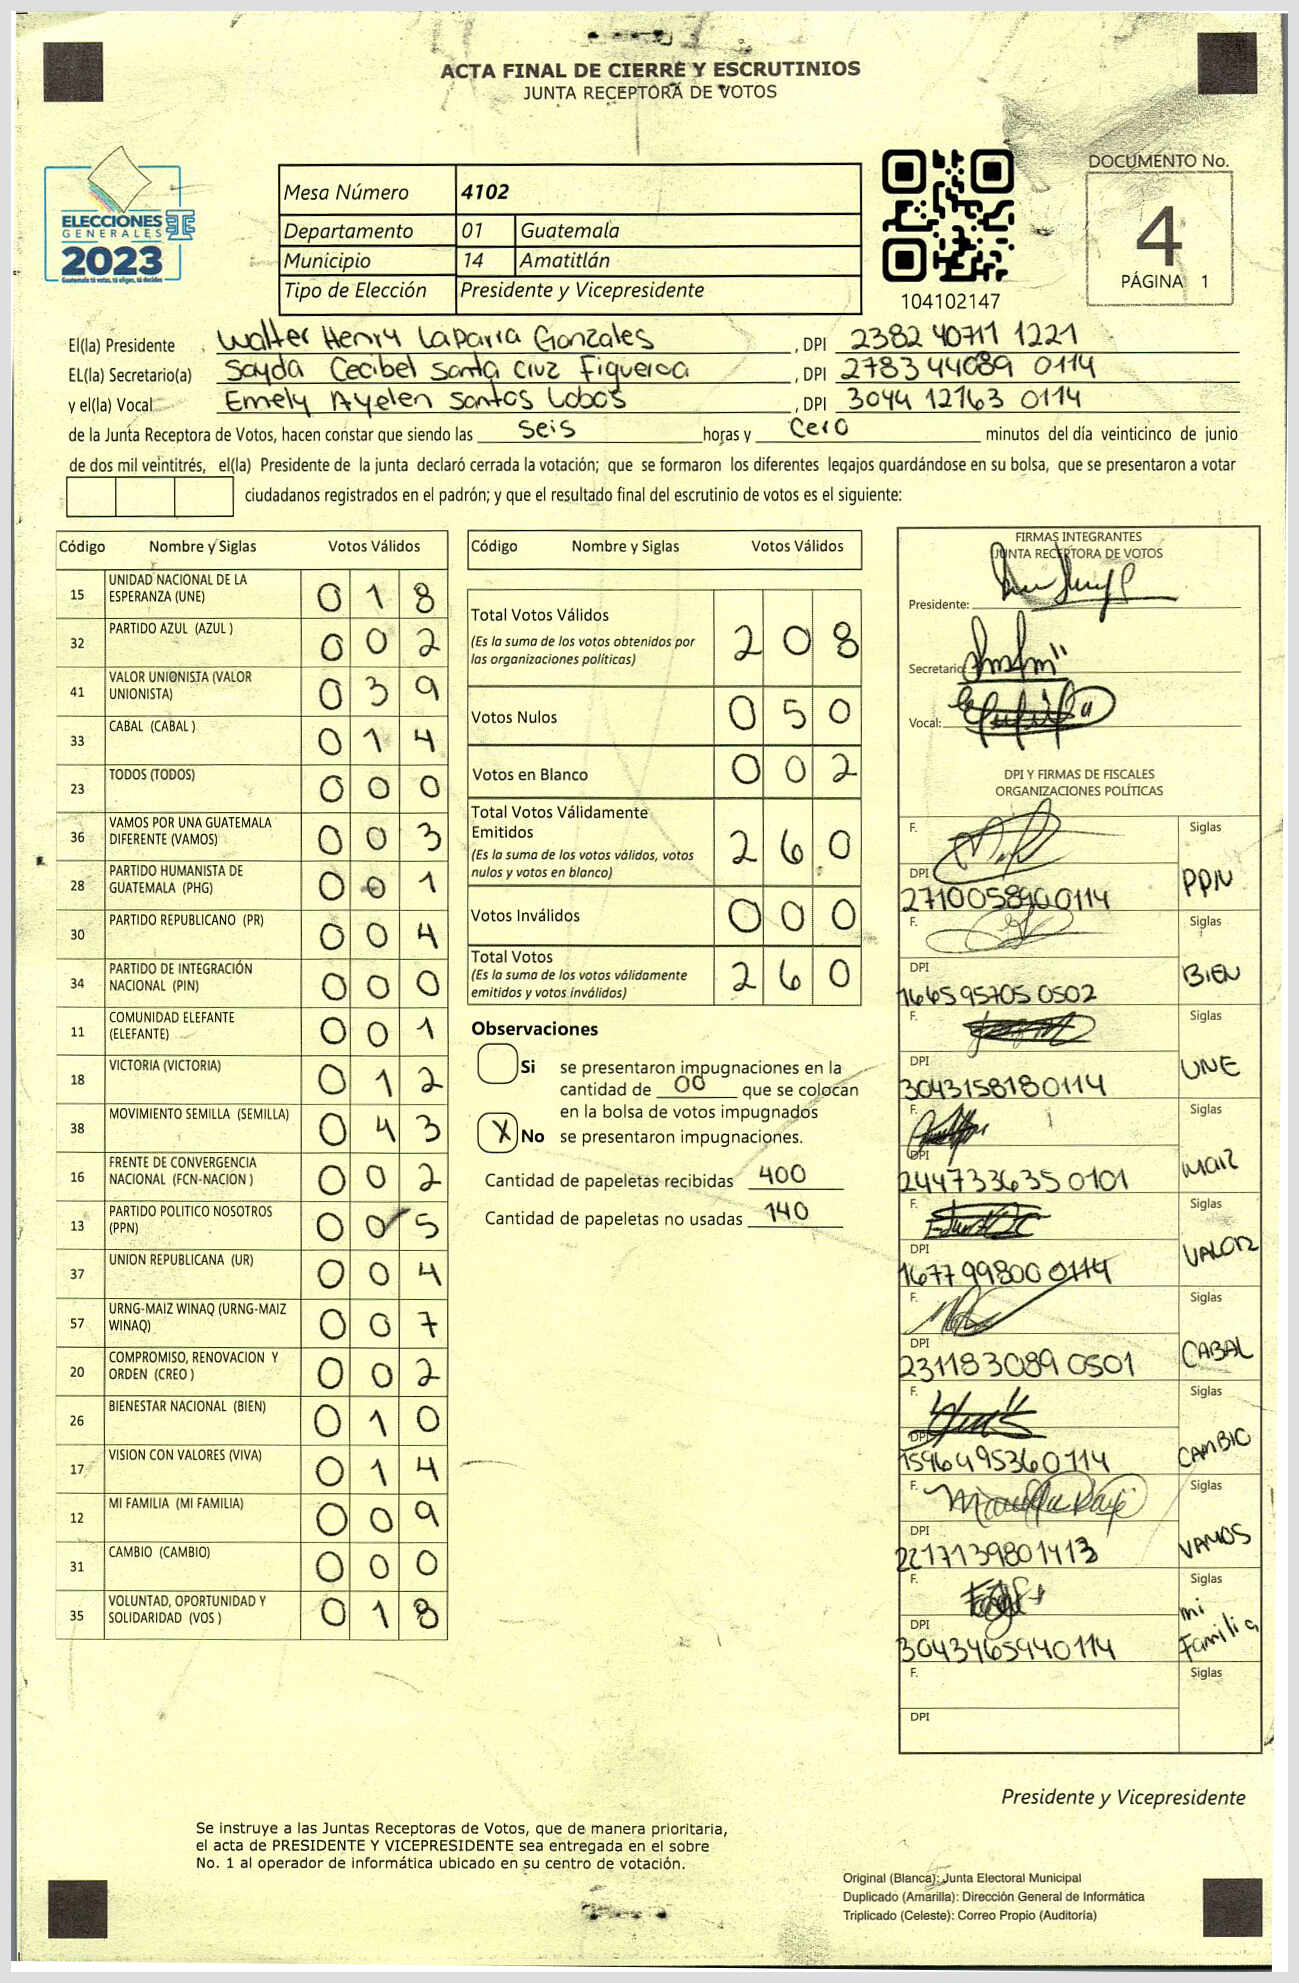 ACTA FINAL DE CIERRE Y ESCRUTINIOS
JUNTA RECEPTORA DE VOTOS
ELECCIONES
GENERALES
2023
Guatemala tú votas, tú eliges, tú decides
Mesa Número 4102
Departamento 01 Guatemala
Municipio 14 Amatitlán
Tipo de Elección Presidente y Vicepresidente
104102147
DOCUMENTO No.
4
PÁGINA 1
El(la) Presidente Walter Henry Laparra Gonzales, DPI 2382 40711 1221
EL(la) Secretario(a) Sayda Cecibel Santa Cruz Figueroa, DPI 2783 44089 0114
y el(la) Vocal Emely Ayelen Santos Lobos, DPI 3044 12763 0114
de la Junta Receptora de Votos, hacen constar que siendo las seis horas y cero minutos del día veinticinco de junio
de dos mil veintitrés, el(la) Presidente de la junta declaró cerrada la votación; que se formaron los diferentes legajos guardándose en su bolsa, que se presentaron a votar
ciudadanos registrados en el padrón; y que el resultado final del escrutinio de votos es el siguiente:
Código Nombre y Siglas Votos Válidos
15 UNIDAD NACIONAL DE LA ESPERANZA (UNE) 0 1 8
32 PARTIDO AZUL (AZUL ) 0 0 2
41 VALOR UNIONISTA (VALOR UNIONISTA) 0 3 9
33 CABAL (CABAL ) 0 1 4
23 TODOS (TODOS) 0 0 0
36 VAMOS POR UNA GUATEMALA DIFERENTE (VAMOS) 0 0 3
28 PARTIDO HUMANISTA DE GUATEMALA (PHG) 0 0 1
30 PARTIDO REPUBLICANO (PR) 0 0 4
34 PARTIDO DE INTEGRACIÓN NACIONAL (PIN) 0 0 0
11 COMUNIDAD ELEFANTE (ELEFANTE) 0 0 1
18 VICTORIA (VICTORIA) 0 1 2
38 MOVIMIENTO SEMILLA (SEMILLA) 0 4 3
16 FRENTE DE CONVERGENCIA NACIONAL (FCN-NACION ) 0 0 2
13 PARTIDO POLITICO NOSOTROS (PPN) 0 0 5
37 UNION REPUBLICANA (UR) 0 0 4
57 URNG-MAIZ WINAQ (URNG-MAIZ WINAQ) 0 0 7
20 COMPROMISO, RENOVACION Y ORDEN (CREO ) 0 0 2
26 BIENESTAR NACIONAL (BIEN) 0 1 0
17 VISION CON VALORES (VIVA) 0 1 4
12 MI FAMILIA (MI FAMILIA) 0 0 9
31 CAMBIO (CAMBIO) 0 0 0
35 VOLUNTAD, OPORTUNIDAD Y SOLIDARIDAD (VOS ) 0 1 8
Código Nombre y Siglas Votos Válidos
Total Votos Válidos 2 0 8
(Es la suma de los votos obtenidos por
las organizaciones políticas)
Votos Nulos 0 5 0
Votos en Blanco 0 0 2
Total Votos Válidamente
Emitidos 2 6 0
(Es la suma de los votos válidos, votos
nulos y votos en blanco)
Votos Inválidos 0 0 0
Total Votos 2 6 0
(Es la suma de los votos válidamente
emitidos y votos inválidos)
Observaciones
Si se presentaron impugnaciones en la
cantidad de 00 que se colocan
en la bolsa de votos impugnados
X No se presentaron impugnaciones.
Cantidad de papeletas recibidas 400
Cantidad de papeletas no usadas 140
FIRMAS INTEGRANTES
JUNTA RECEPTORA DE VOTOS
Presidente:
Secretario:
Vocal:
DPI Y FIRMAS DE FISCALES
ORGANIZACIONES POLÍTICAS
F. Siglas
DPI PPN
2710058900114
F. Siglas
DPI BIEN
1665957050502
F. Siglas
DPI UNE
3043158180114
F. Siglas
DPI MAIZ
2447336350101
F. Siglas
DPI VALOR
1677998000114
F. Siglas
DPI CABAL
2311830890501
F. Siglas
DPI CAMBIO
1596495360114
F. Siglas
DPI VAMOS
2217139801413
F. Siglas
DPI mi Familia
3043465940114
F. Siglas
DPI
Presidente y Vicepresidente
Se instruye a las Juntas Receptoras de Votos, que de manera prioritaria,
el acta de PRESIDENTE Y VICEPRESIDENTE sea entregada en el sobre
No. 1 al operador de informática ubicado en su centro de votación.
Original (Blanca): Junta Electoral Municipal
Duplicado (Amarilla): Dirección General de Informática
Triplicado (Celeste): Correo Propio (Auditoría)